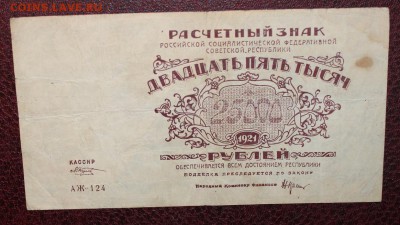 COINS.LAVE.RU
РАСЧЕТНЫЙ ЗНАК
РОССИЙСКОЙ СОЦИАЛИСТИЧЕСКОЙ ФЕДЕРАТИВНОЙ
СОВЕТСКОЙ РЕСПУБЛИКИ.
ДВАДЦАТЬ ПЯТЬ ТЫСЯЧ
25000
1921
РУБЛЕЙ
ОБЕСПЕЧИВАЕТСЯ ВСЕМ ДОСТОЯНИЕМ РЕСПУБЛИКИ
ПОДДЕЛКА ПРЕСЛЕДУЕТСЯ ПО ЗАКОНУ
КАССИР
Народный Комиссар Финансов
АЖ-124